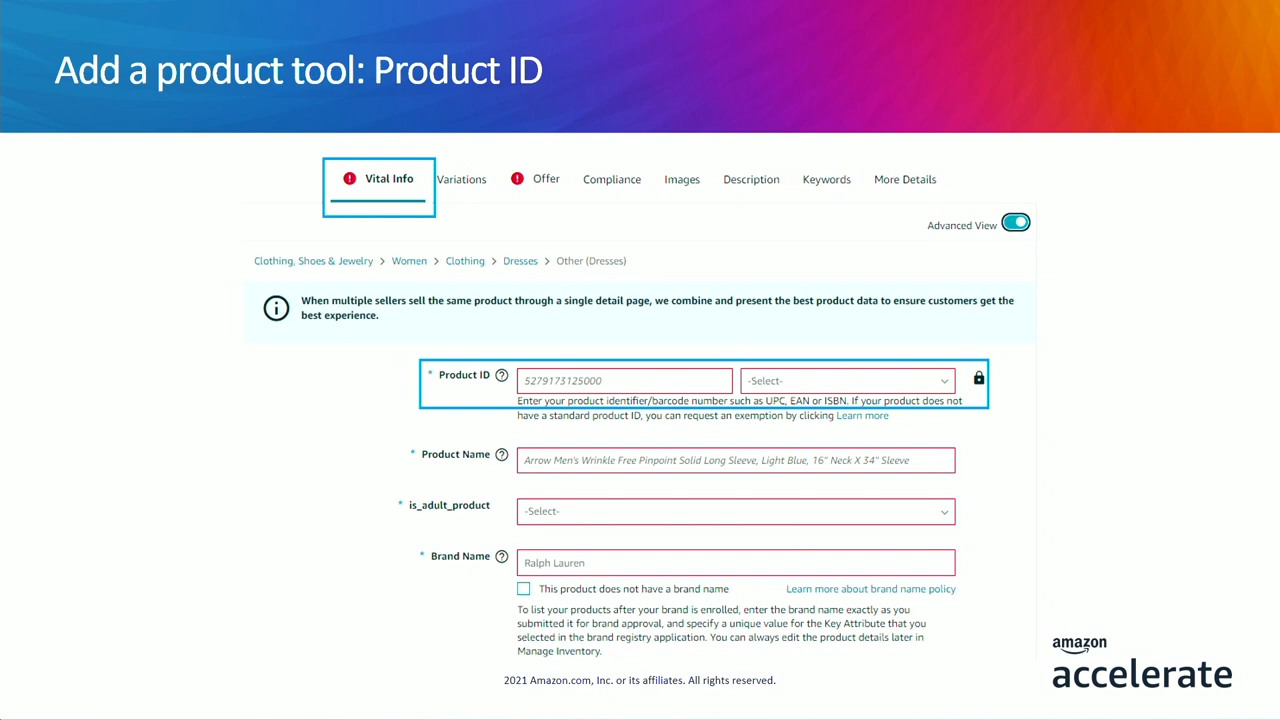 Add a product tool: Product ID
Vital Info Variations Offer Compliance Images Description Keywords More Details
Advanced View
Clothing, Shoes & Jewelry > Women > Clothing > Dresses > Other (Dresses)
When multiple sellers sell the same product through a single detail page, we combine and present the best product data to ensure customers get the
best experience.
* Product ID ? 5279173125000 -Select-
Enter your product identifier/barcode number such as UPC, EAN or ISBN. If your product does not
have a standard product ID, you can request an exemption by clicking Learn more
* Product Name ? Arrow Men's Wrinkle Free Pinpoint Solid Long Sleeve, Light Blue, 16" Neck X 34" Sleeve
* is_adult_product -Select-
* Brand Name ? Ralph Lauren
This product does not have a brand name Learn more about brand name policy
To list your products after your brand is enrolled, enter the brand name exactly as you
submitted it for brand approval, and specify a unique value for the Key Attribute that you
selected in the brand registry application. You can always edit the product details later in
Manage Inventory.
2021 Amazon.com, Inc. or its affiliates. All rights reserved.
amazon
accelerate